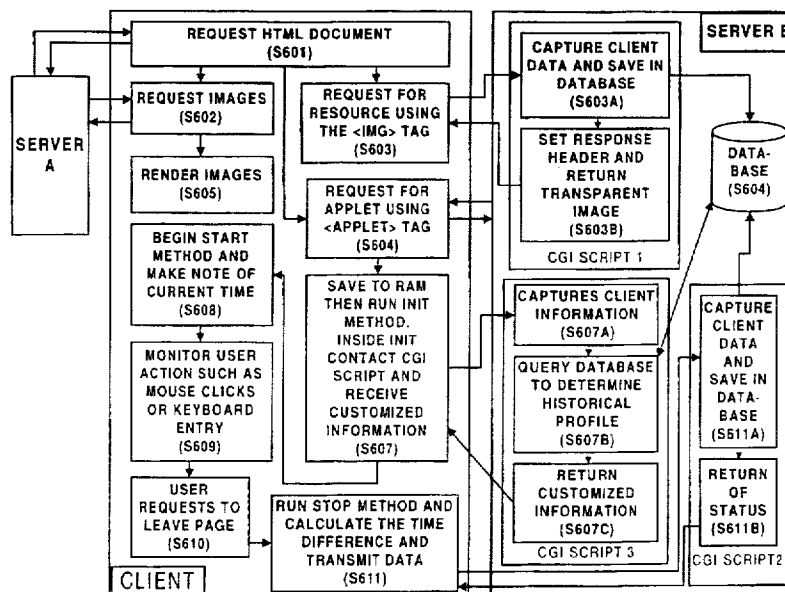 REQUEST HTML DOCUMENT
(S601)
SERVER
A
REQUEST IMAGES
(S602)
RENDER IMAGES
(S605)
REQUEST FOR
RESOURCE USING
THE <IMG> TAG
(S603)
REQUEST FOR
APPLET USING
<APPLET> TAG
(S604)
BEGIN START
METHOD AND
MAKE NOTE OF
CURRENT TIME
(S608)
SAVE TO RAM
THEN RUN INIT
METHOD.
INSIDE INIT
CONTACT CGI
SCRIPT AND
RECEIVE
CUSTOMIZED
INFORMATION
(S607)
MONITOR USER
ACTION SUCH AS
MOUSE CLICKS
OR KEYBOARD
ENTRY
(S609)
USER
REQUESTS TO
LEAVE PAGE
(S610)
RUN STOP METHOD AND
CALCULATE THE TIME
DIFFERENCE AND
TRANSMIT DATA
(S611)
CLIENT
SERVER B
CAPTURE CLIENT
DATA AND SAVE IN
DATABASE
(S603A)
SET RESPONSE
HEADER AND
RETURN
TRANSPARENT
IMAGE
(S603B)
CGI SCRIPT 1
DATA-
BASE
(S604)
CAPTURES CLIENT
INFORMATION
(S607A)
QUERY DATABASE
TO DETERMINE
HISTORICAL
PROFILE
(S607B)
RETURN
CUSTOMIZED
INFORMATION
(S607C)
CGI SCRIPT 3
CAPTURE
CLIENT
DATA
AND
SAVE IN
DATA-
BASE
(S611A)
RETURN
OF
STATUS
(S611B)
CGI SCRIPT2